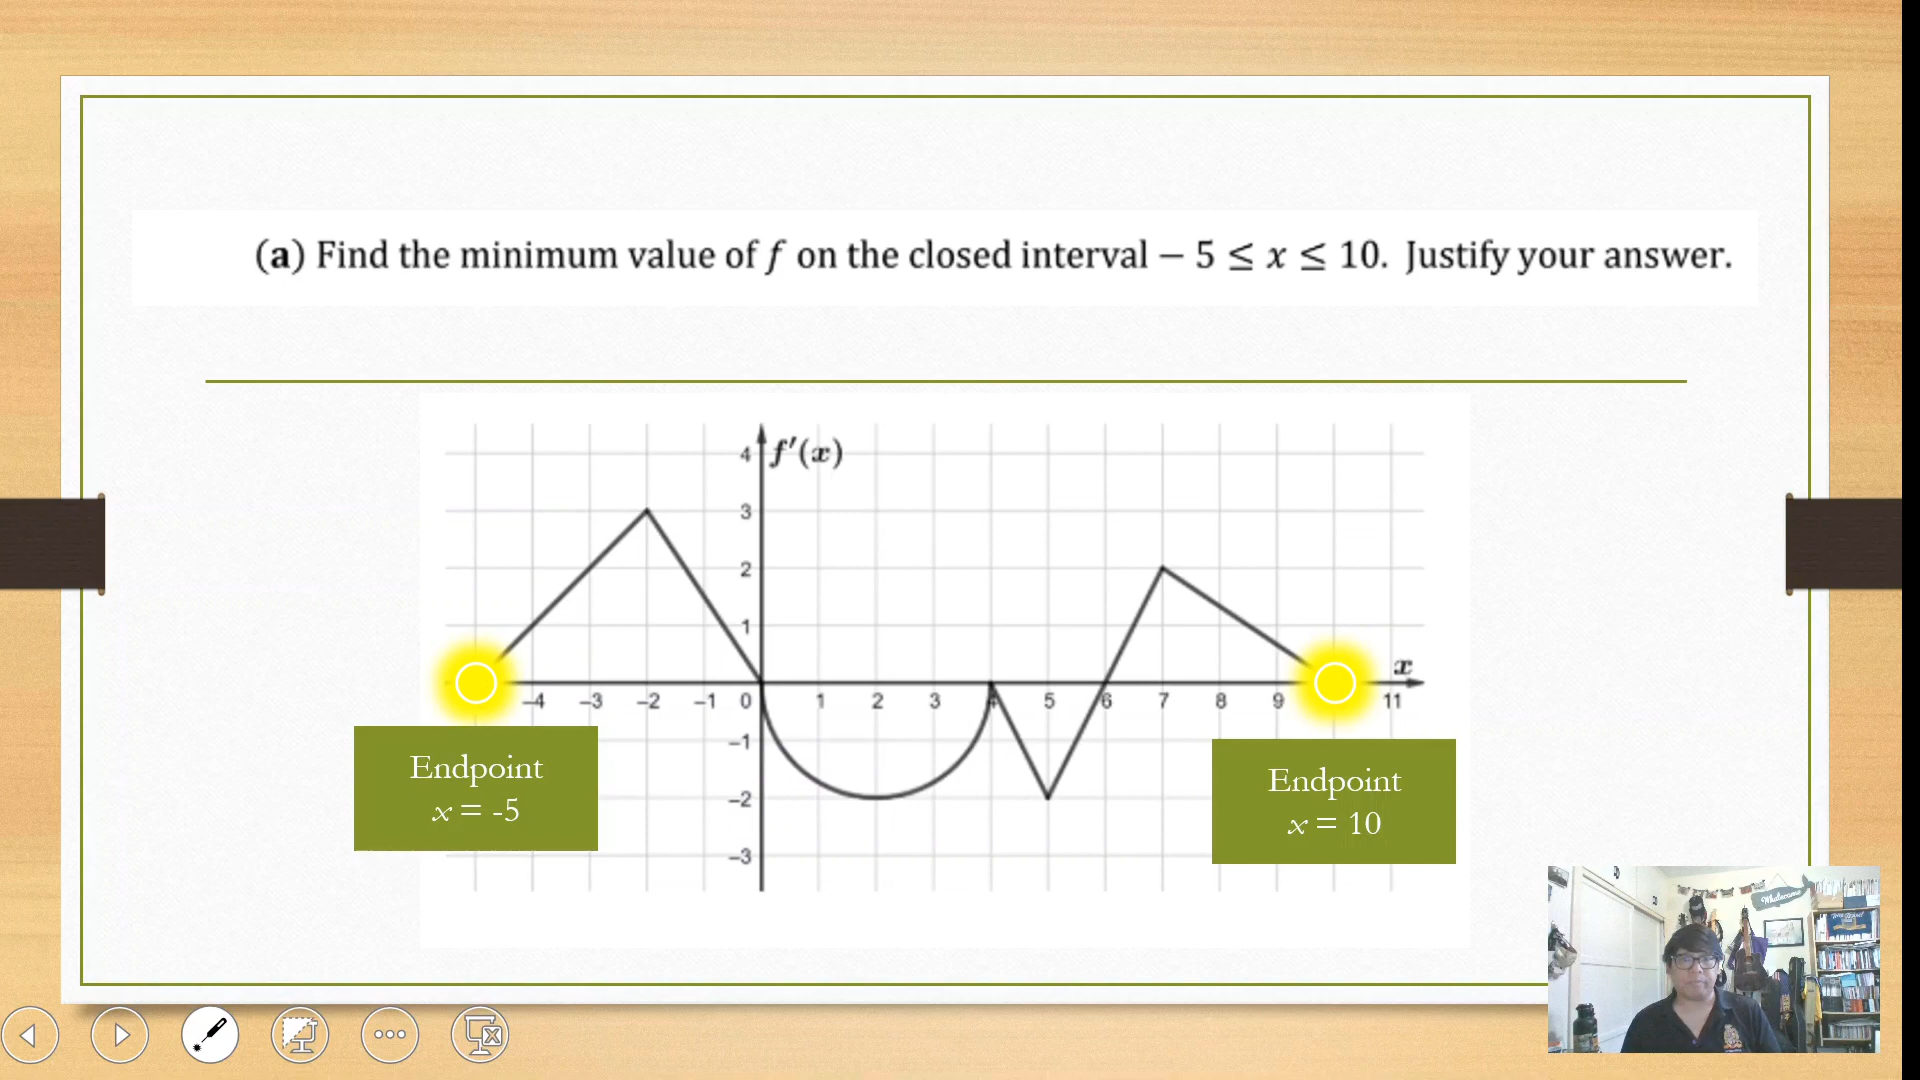 (a) Find the minimum value of f on the closed interval − 5 ≤ x ≤ 10. Justify your answer.
f′(x)
4
3
2
1
x
−4 −3 −2 −1 0 1 2 3 4 5 6 7 8 9 11
−1
−2
−3
Endpoint
x = -5
Endpoint
x = 10